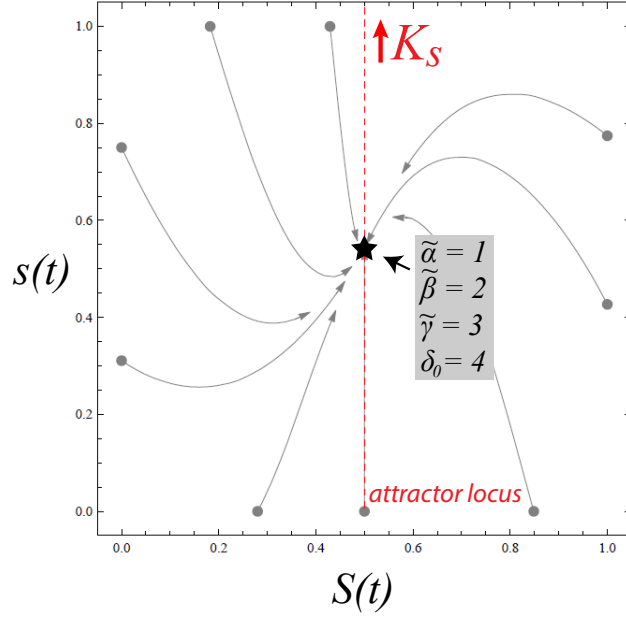 1.0
0.8
0.6
0.4
0.2
0.0
s(t)
K_S
α̃ = 1
β̃ = 2
γ̃ = 3
δ₀ = 4
attractor locus
0.0 0.2 0.4 0.6 0.8 1.0
S(t)